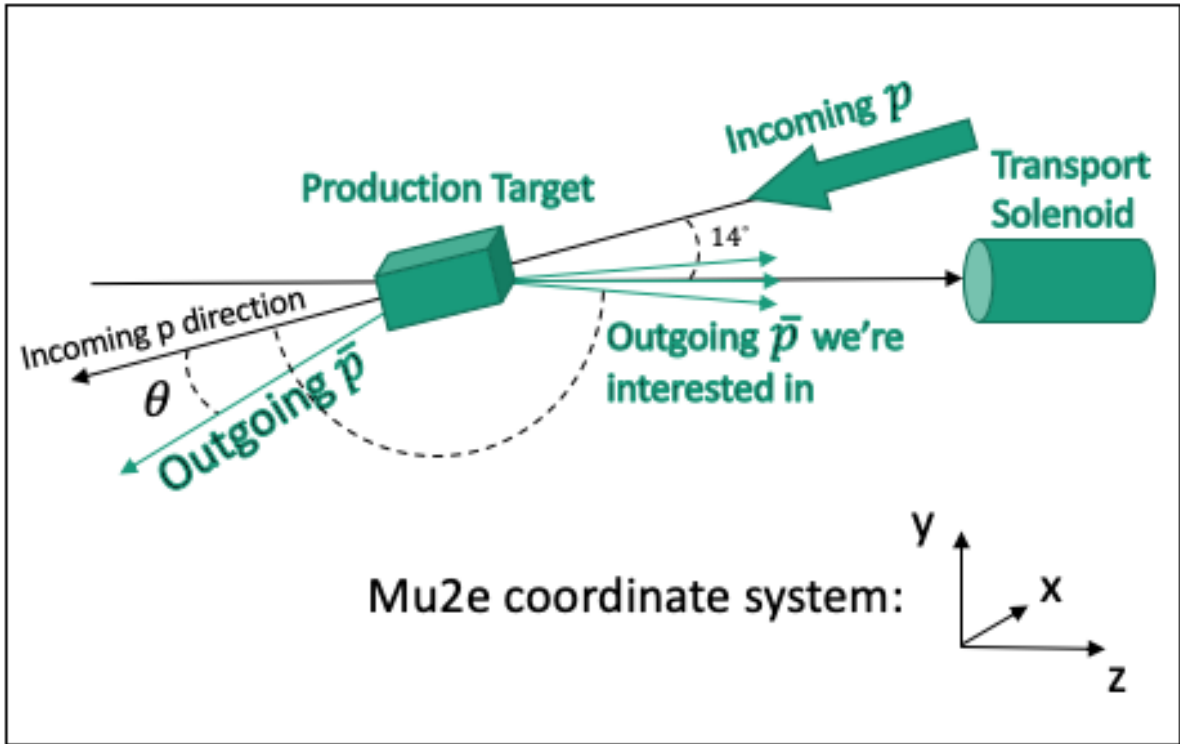 Incoming p
Production Target
Transport
Solenoid
14°
Incoming p direction
Outgoing p̄ we're
interested in
θ
Outgoing p̄
Mu2e coordinate system:
y
x
z